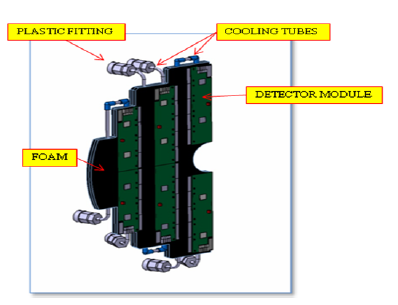 PLASTIC FITTING
COOLING TUBES
DETECTOR MODULE
FOAM